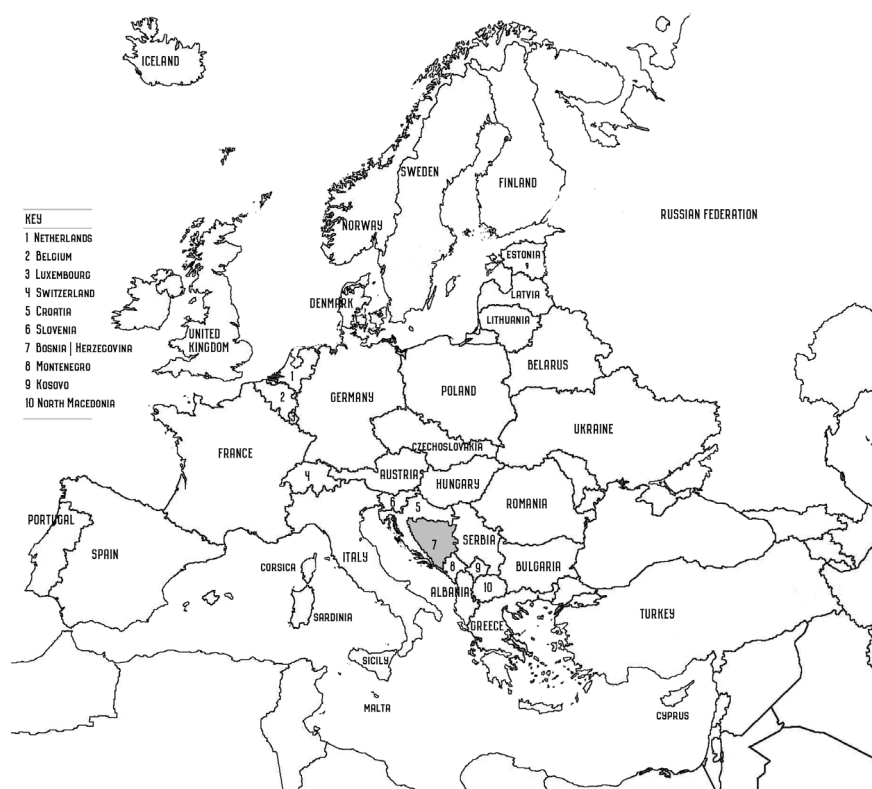 ICELAND
SWEDEN
FINLAND
RUSSIAN FEDERATION
NORWAY
KEY
1 NETHERLANDS
2 BELGIUM
3 LUXEMBOURG
4 SWITZERLAND
5 CROATIA
6 SLOVENIA
7 BOSNIA | HERZEGOVINA
8 MONTENEGRO
9 KOSOVO
10 NORTH MACEDONIA
ESTONIA
LATVIA
DENMARK
LITHUANIA
UNITED
KINGDOM
BELARUS
1
2
3
GERMANY
POLAND
UKRAINE
FRANCE
CZECHOSLOVAKIA
4
AUSTRIA
HUNGARY
6
5
ROMANIA
PORTUGAL
SPAIN
7
SERBIA
ITALY
CORSICA
8
9
BULGARIA
10
ALBANIA
SARDINIA
GREECE
TURKEY
SICILY
MALTA
CYPRUS